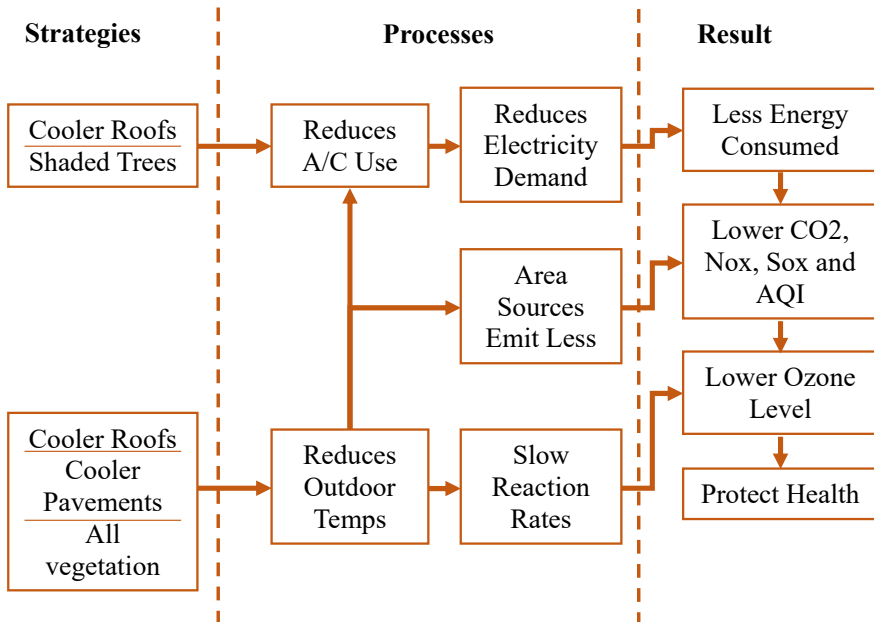 Strategies
Processes
Result
Cooler Roofs
Shaded Trees
Reduces
A/C Use
Reduces
Electricity
Demand
Less Energy
Consumed
Area
Sources
Emit Less
Lower CO2,
Nox, Sox and
AQI
Cooler Roofs
Cooler
Pavements
All
vegetation
Reduces
Outdoor
Temps
Slow
Reaction
Rates
Lower Ozone
Level
Protect Health